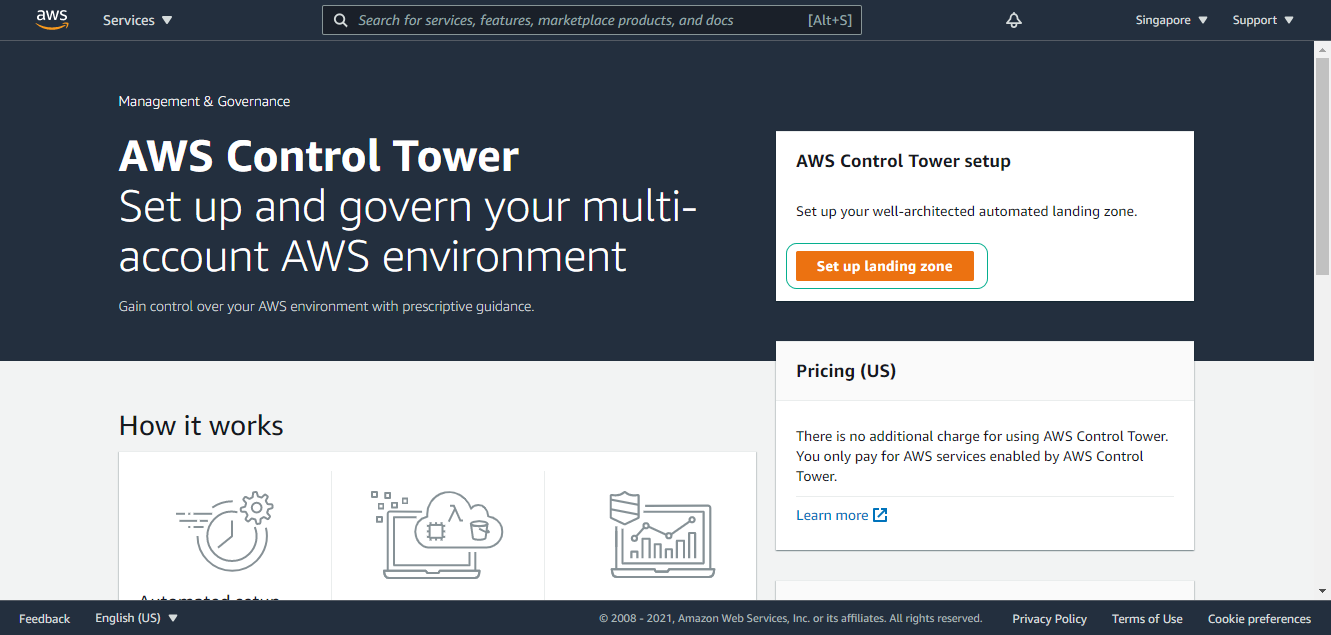 aws
Services
Search for services, features, marketplace products, and docs
[Alt+S]
Singapore
Support
Management & Governance
AWS Control Tower
Set up and govern your multi-
account AWS environment
Gain control over your AWS environment with prescriptive guidance.
AWS Control Tower setup
Set up your well-architected automated landing zone.
Set up landing zone
Pricing (US)
There is no additional charge for using AWS Control Tower.
You only pay for AWS services enabled by AWS Control
Tower.
Learn more
How it works
Automated setup
Feedback
English (US)
© 2008 - 2021, Amazon Web Services, Inc. or its affiliates. All rights reserved.
Privacy Policy
Terms of Use
Cookie preferences